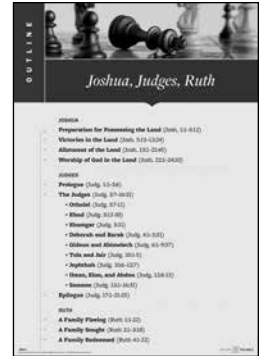 OUTLINE
Joshua, Judges, Ruth
JOSHUA
Preparation for Possessing the Land (Josh. 1:1-5:12)
Victories in the Land (Josh. 5:13-12:24)
Allotment of the Land (Josh. 13:1-21:45)
Worship of God in the Land (Josh. 22:1-24:33)
JUDGES
Prologue (Judg. 1:1-3:6)
The Judges (Judg. 3:7-16:31)
• Othniel (Judg. 3:7-11)
• Ehud (Judg. 3:12-30)
• Shamgar (Judg. 3:31)
• Deborah and Barak (Judg. 4:1-5:31)
• Gideon and Abimelech (Judg. 6:1-9:57)
• Tola and Jair (Judg. 10:1-5)
• Jephthah (Judg. 10:6-12:7)
• Ibzan, Elon, and Abdon (Judg. 12:8-15)
• Samson (Judg. 13:1-16:31)
Epilogue (Judg. 17:1-21:25)
RUTH
A Family Fleeing (Ruth 1:1-22)
A Family Sought (Ruth 2:1-3:18)
A Family Redeemed (Ruth 4:1-22)